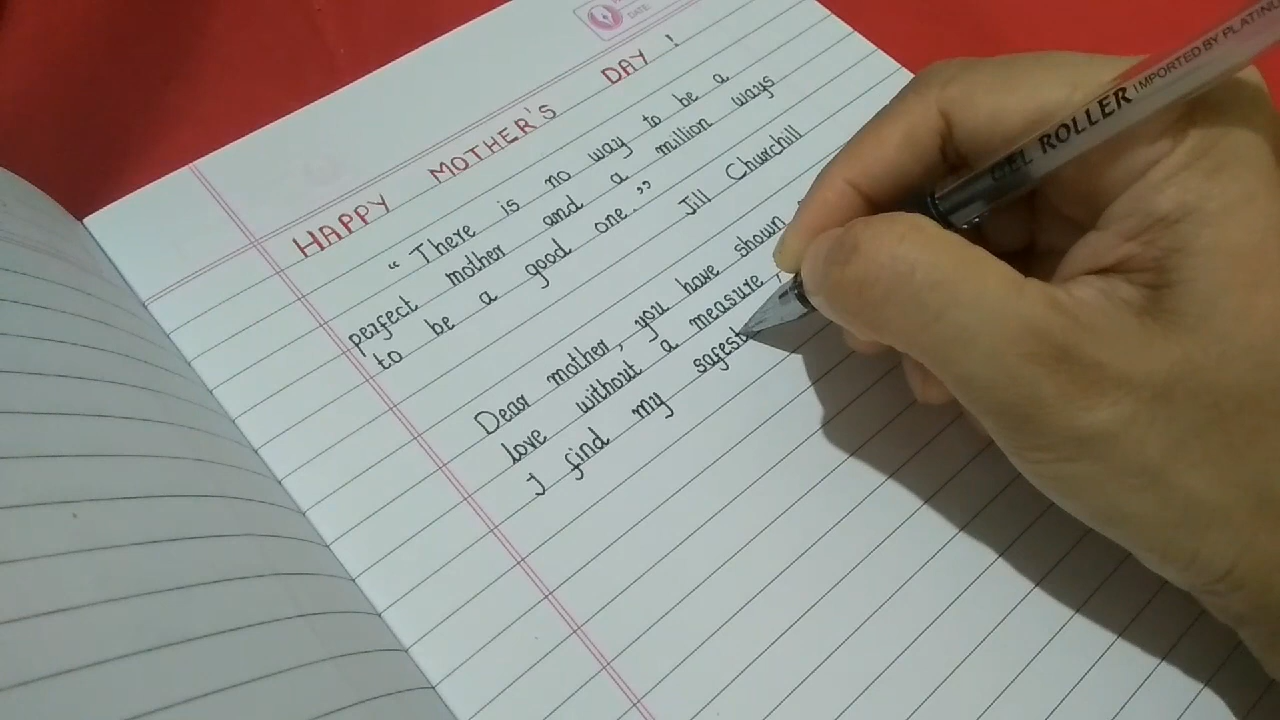 DATE:
HAPPY MOTHER'S DAY !
“ There is no way to be a
perfect mother and a million ways
to be a good one. ”
Jill Churchill
Dear mother, you have shown
love without a measure,
I find my safest
GEL ROLLER IMPORTED BY PLATINU